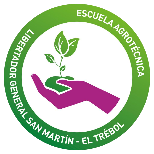 ESCUELA AGROTÉCNICA
LIBERTADOR GENERAL SAN MARTÍN - EL TRÉBOL